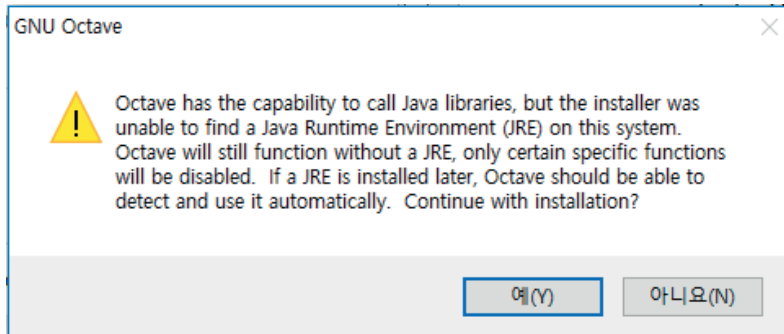 GNU Octave
Octave has the capability to call Java libraries, but the installer was
unable to find a Java Runtime Environment (JRE) on this system.
Octave will still function without a JRE, only certain specific functions
will be disabled.  If a JRE is installed later, Octave should be able to
detect and use it automatically.  Continue with installation?
예(Y)
아니요(N)